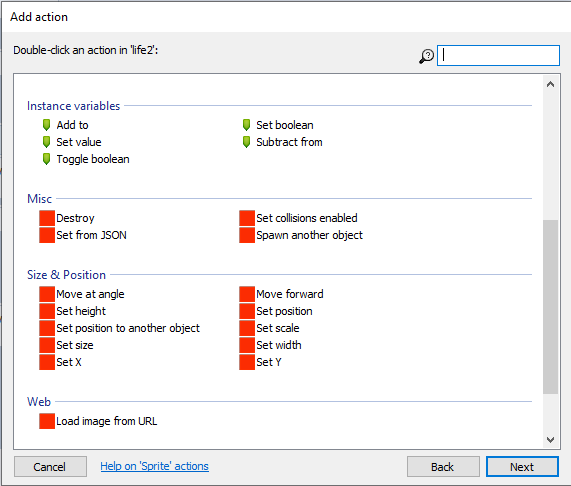 Add action
Double-click an action in 'life2':
Instance variables
Add to
Set boolean
Set value
Subtract from
Toggle boolean
Misc
Destroy
Set collisions enabled
Set from JSON
Spawn another object
Size & Position
Move at angle
Move forward
Set height
Set position
Set position to another object
Set scale
Set size
Set width
Set X
Set Y
Web
Load image from URL
Cancel
Help on 'Sprite' actions
Back
Next